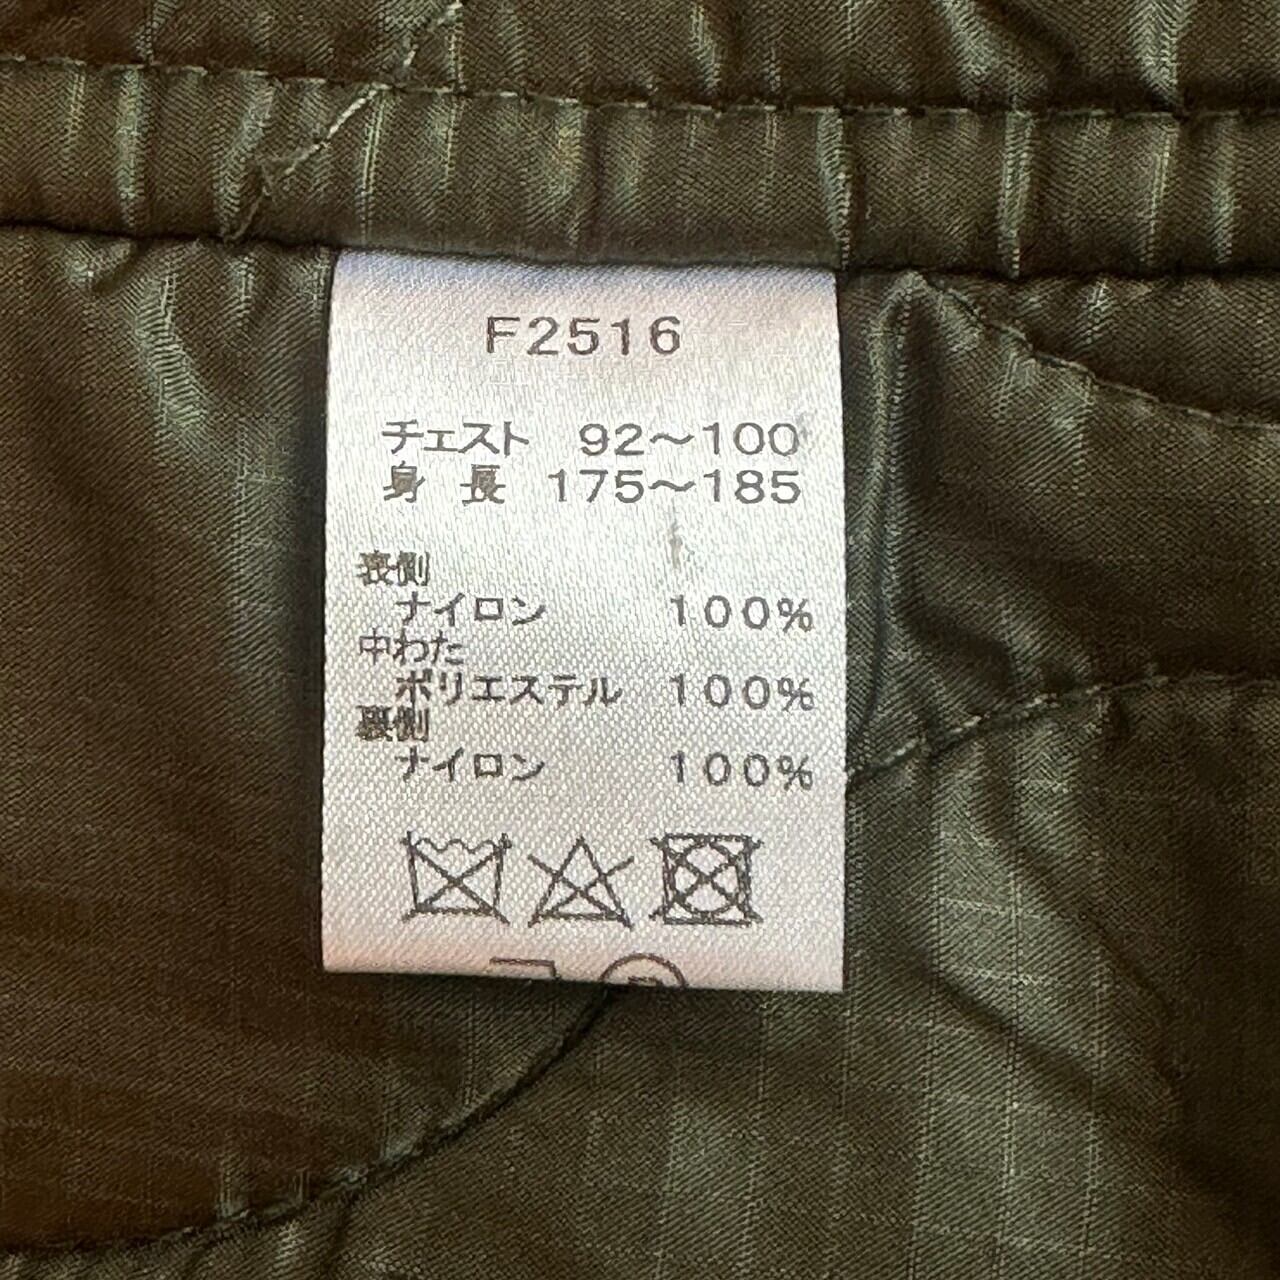 F2516
チェスト 92～100
身 長 175～185
表側
ナイロン 100%
中わた
ポリエステル 100%
裏側
ナイロン 100%